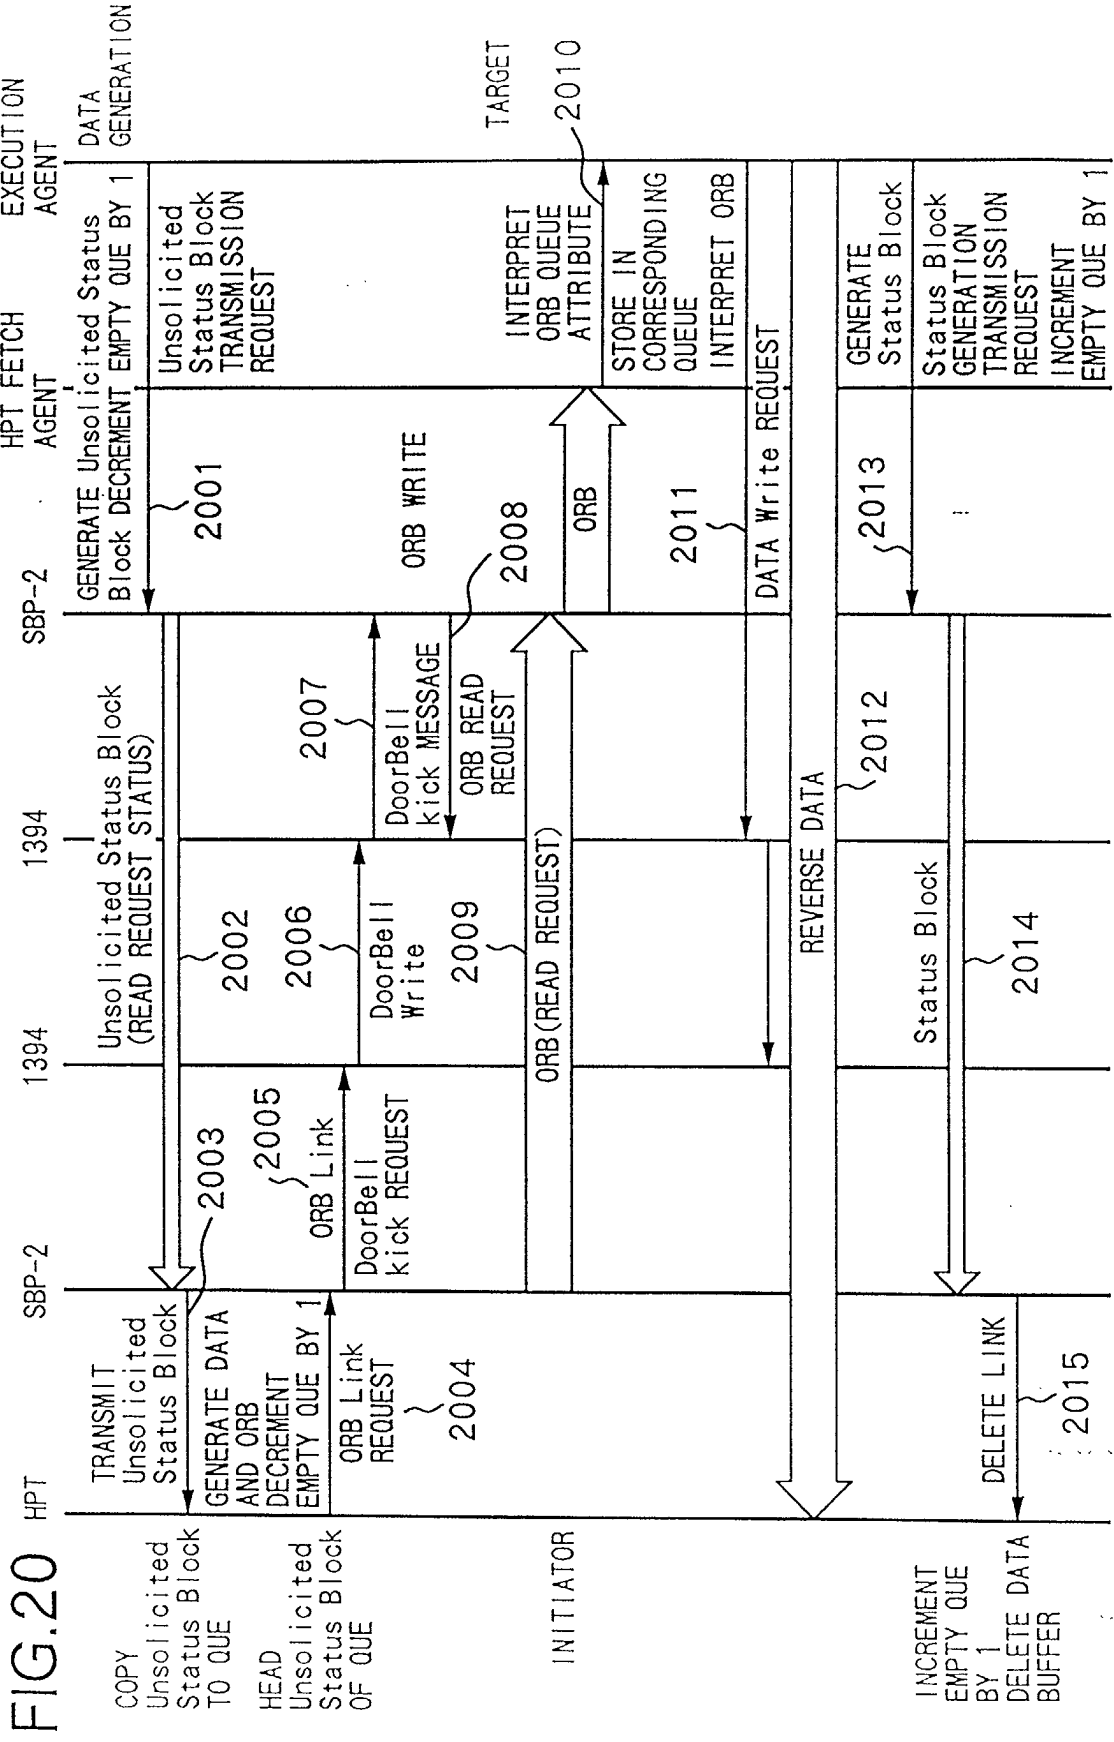 FIG.20
HPT
SBP-2
1394
1394
SBP-2
HPT FETCH
AGENT
EXECUTION
AGENT
COPY
Unsolicited
Status Block
TO QUE
HEAD
Unsolicited
Status Block
OF QUE
INITIATOR
INCREMENT
EMPTY QUE
BY 1
DELETE DATA
BUFFER
TRANSMIT
Unsolicited
Status Block
2003
GENERATE DATA
AND ORB
DECREMENT
EMPTY QUE BY 1
ORB Link
REQUEST
2004
DELETE LINK
2015
2005
ORB Link
DoorBell
kick REQUEST
Unsolicited Status Block
(READ REQUEST STATUS)
2002
2006
DoorBell
Write
2009
ORB(READ REQUEST)
2007
DoorBell
kick MESSAGE
ORB READ
REQUEST
2008
REVERSE DATA
2012
Status Block
2014
GENERATE Unsolicited Status
Block DECREMENT EMPTY QUE BY 1
2001
Unsolicited
Status Block
TRANSMISSION
REQUEST
ORB WRITE
ORB
INTERPRET
ORB QUEUE
ATTRIBUTE
STORE IN
CORRESPONDING
QUEUE
2010
INTERPRET ORB
2011
DATA Write REQUEST
GENERATE
Status Block
2013
Status Block
GENERATION
TRANSMISSION
REQUEST
INCREMENT
EMPTY QUE BY 1
DATA
GENERATION
TARGET